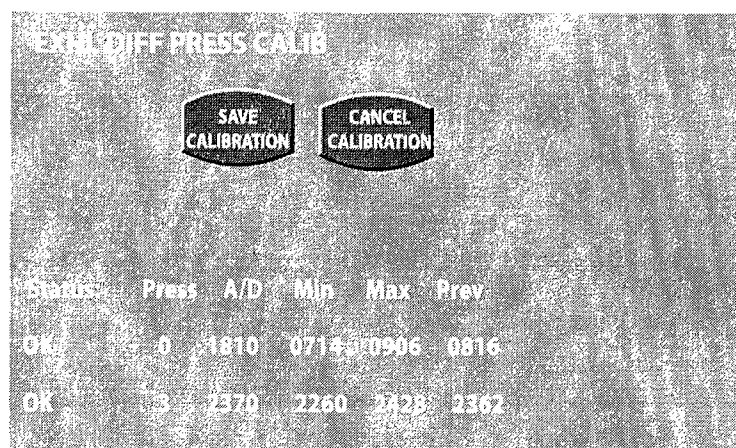 EXHL DIFF PRESS CALIB
SAVE CALIBRATION
CANCEL CALIBRATION
Status Press A/D Min Max Prev
OK 0 1810 0714 0906 0816
OK 3 2370 2260 2428 2362